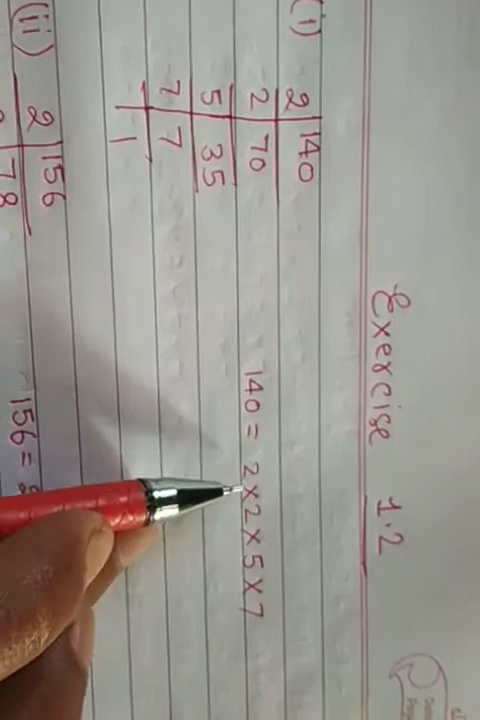 Exercise 1.2
(i) 2 140
2 70 140 = 2 × 2 × 5 × 7
5 35
7 7
1
(ii) 2 156
78 156 =